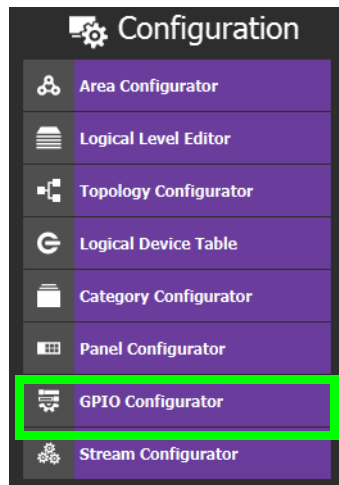 Configuration
Area Configurator
Logical Level Editor
Topology Configurator
Logical Device Table
Category Configurator
Panel Configurator
GPIO Configurator
Stream Configurator